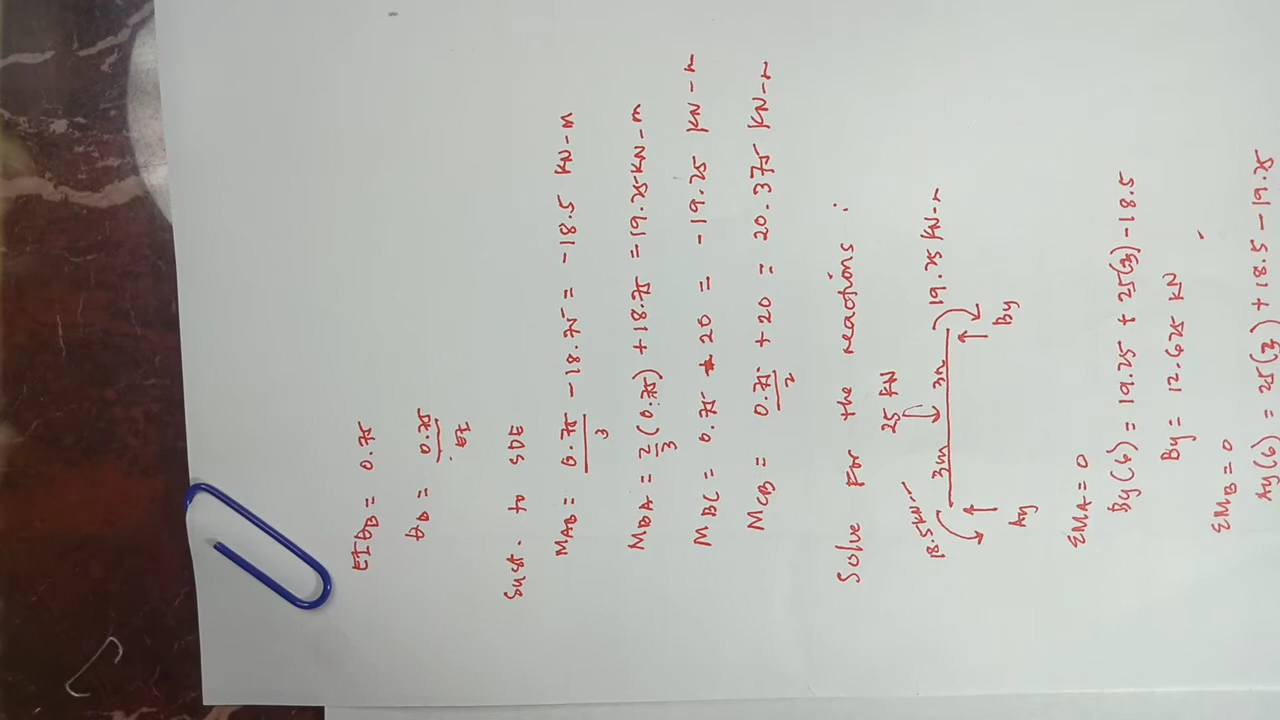 EIθB = 0.75
θB = 0.75/EI
Subst. to SDE
MAB = 0.75/3 - 18.75 = -18.5 KN-m
MBA = 2/3 (0.75) + 18.75 = 19.25 KN-m
MBC = 0.75 - 20 = -19.25 KN-m
MCB = 0.75/2 + 20 = 20.375 KN-m
Solve For the reactions :
25 KN
18.5 KN-m 3m 3m 19.25 KN-m
Ay By
ΣMA = 0
By(6) = 19.25 + 25(3) - 18.5
By = 12.625 KN
ΣMB = 0
Ay(6) = 25(3) + 18.5 - 19.25